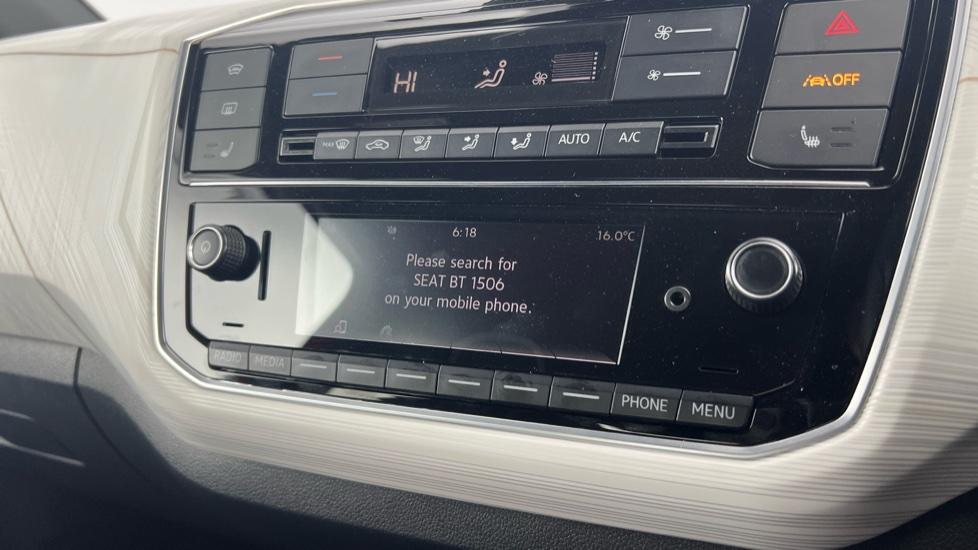 HI
OFF
MAX
AUTO
A/C
6:18
16.0°C
Please search for
SEAT BT 1506
on your mobile phone.
RADIO
MEDIA
PHONE
MENU